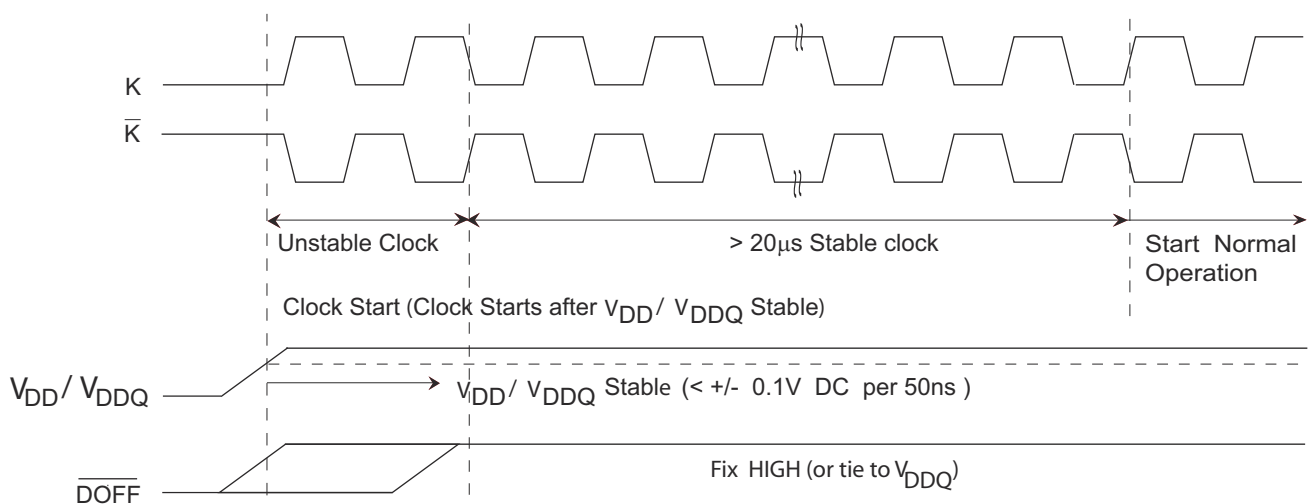 K
K̅
Unstable Clock
> 20μs Stable clock
Start Normal
Operation
Clock Start (Clock Starts after VDD / VDDQ Stable)
VDD / VDDQ
VDD / VDDQ Stable (< +/- 0.1V DC per 50ns )
D̅O̅F̅F̅
Fix HIGH (or tie to VDDQ)